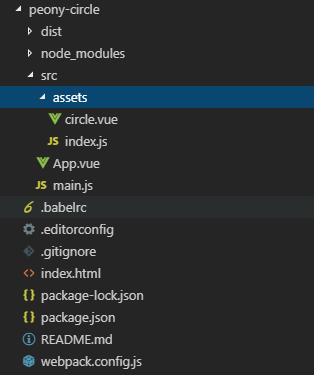 peony-circle
dist
node_modules
src
assets
circle.vue
JS index.js
App.vue
JS main.js
.babelrc
.editorconfig
.gitignore
index.html
package-lock.json
package.json
README.md
webpack.config.js